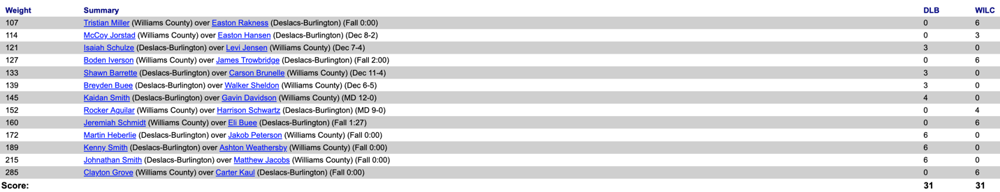 Weight Summary DLB WILC
107 Tristian Miller (Williams County) over Easton Rakness (Deslacs-Burlington) (Fall 0:00) 0 6
114 McCoy Jorstad (Williams County) over Easton Hansen (Deslacs-Burlington) (Dec 8-2) 0 3
121 Isaiah Schulze (Deslacs-Burlington) over Levi Jensen (Williams County) (Dec 7-4) 3 0
127 Boden Iverson (Williams County) over James Trowbridge (Deslacs-Burlington) (Fall 2:00) 0 6
133 Shawn Barrette (Deslacs-Burlington) over Carson Brunelle (Williams County) (Dec 11-4) 3 0
139 Breyden Buee (Deslacs-Burlington) over Walker Sheldon (Williams County) (Dec 6-5) 3 0
145 Kaidan Smith (Deslacs-Burlington) over Gavin Davidson (Williams County) (MD 12-0) 4 0
152 Rocker Aguilar (Williams County) over Harrison Schwartz (Deslacs-Burlington) (MD 9-0) 0 4
160 Jeremiah Schmidt (Williams County) over Eli Buee (Deslacs-Burlington) (Fall 1:27) 0 6
172 Martin Heberlie (Deslacs-Burlington) over Jakob Peterson (Williams County) (Fall 0:00) 6 0
189 Kenny Smith (Deslacs-Burlington) over Ashton Weathersby (Williams County) (Fall 0:00) 6 0
215 Johnathan Smith (Deslacs-Burlington) over Matthew Jacobs (Williams County) (Fall 0:00) 6 0
285 Clayton Grove (Williams County) over Carter Kaul (Deslacs-Burlington) (Fall 0:00) 0 6
Score: 31 31